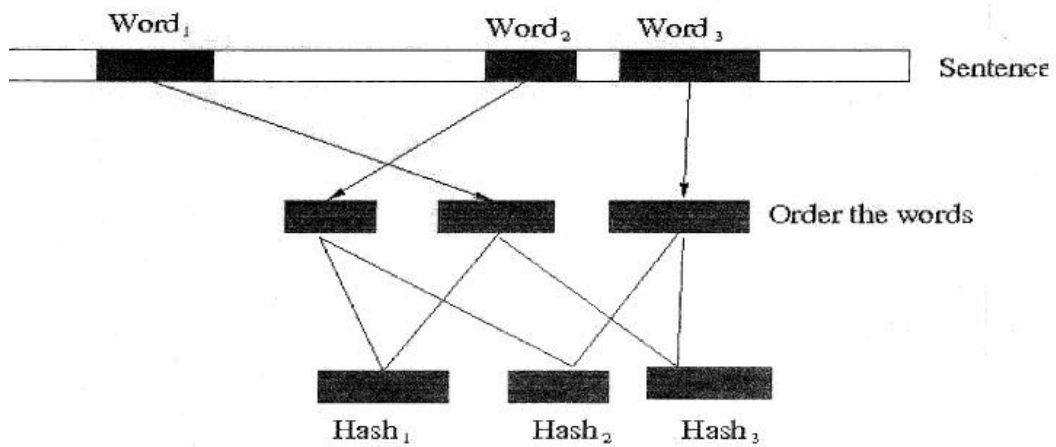 Word₁ Word₂ Word₃
Sentence
Order the words
Hash₁ Hash₂ Hash₃